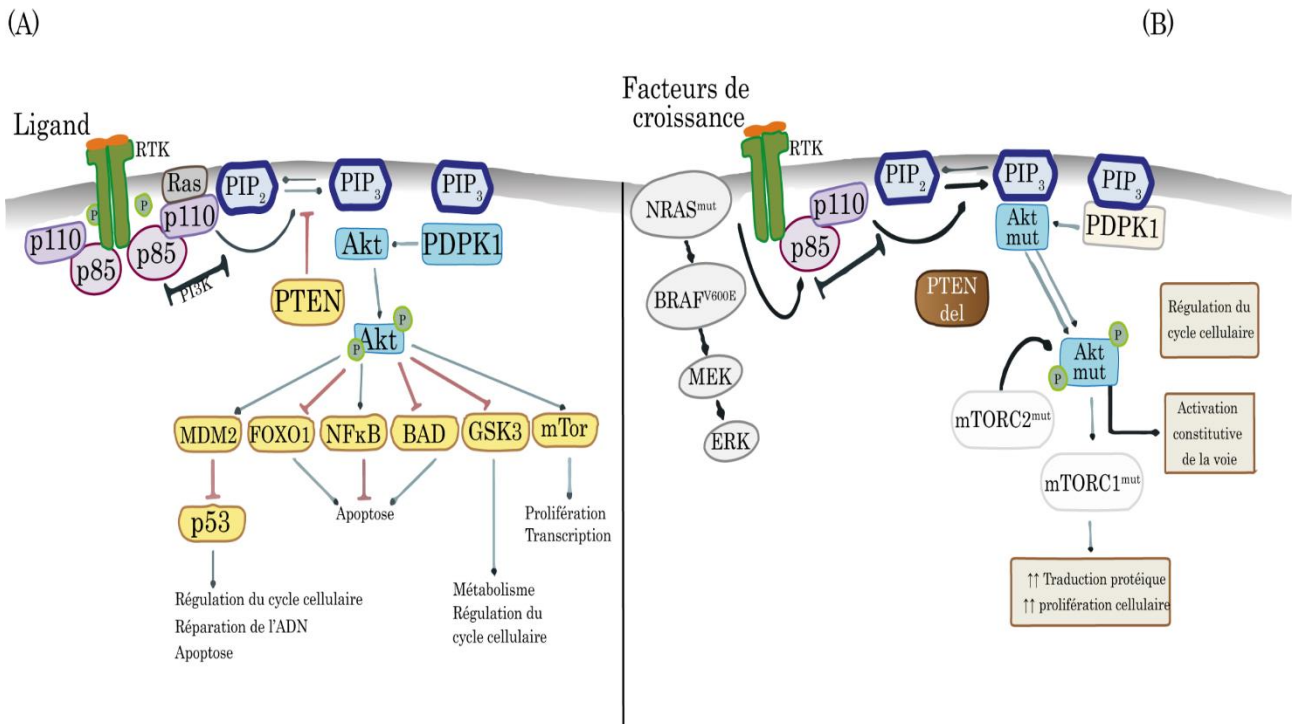 (A)
(B)
Ligand
RTK
Ras
PIP2
PIP3
PIP3
P
P
p110
p110
p85
p85
PI3K
Akt
PDPK1
PTEN
P
Akt
P
MDM2
FOXO1
NFκB
BAD
GSK3
mTor
p53
Apoptose
Prolifération
Transcription
Régulation du cycle cellulaire
Réparation de l'ADN
Apoptose
Métabolisme
Régulation du
cycle cellulaire
Facteurs de
croissance
RTK
NRASmut
p110
p85
PIP2
PIP3
PIP3
Akt
mut
PDPK1
BRAFV600E
PTEN
del
MEK
ERK
Régulation du
cycle cellulaire
P
Akt
mut
P
mTORC2mut
Activation
constitutive
de la voie
mTORC1mut
↑↑ Traduction protéique
↑↑ prolifération cellulaire